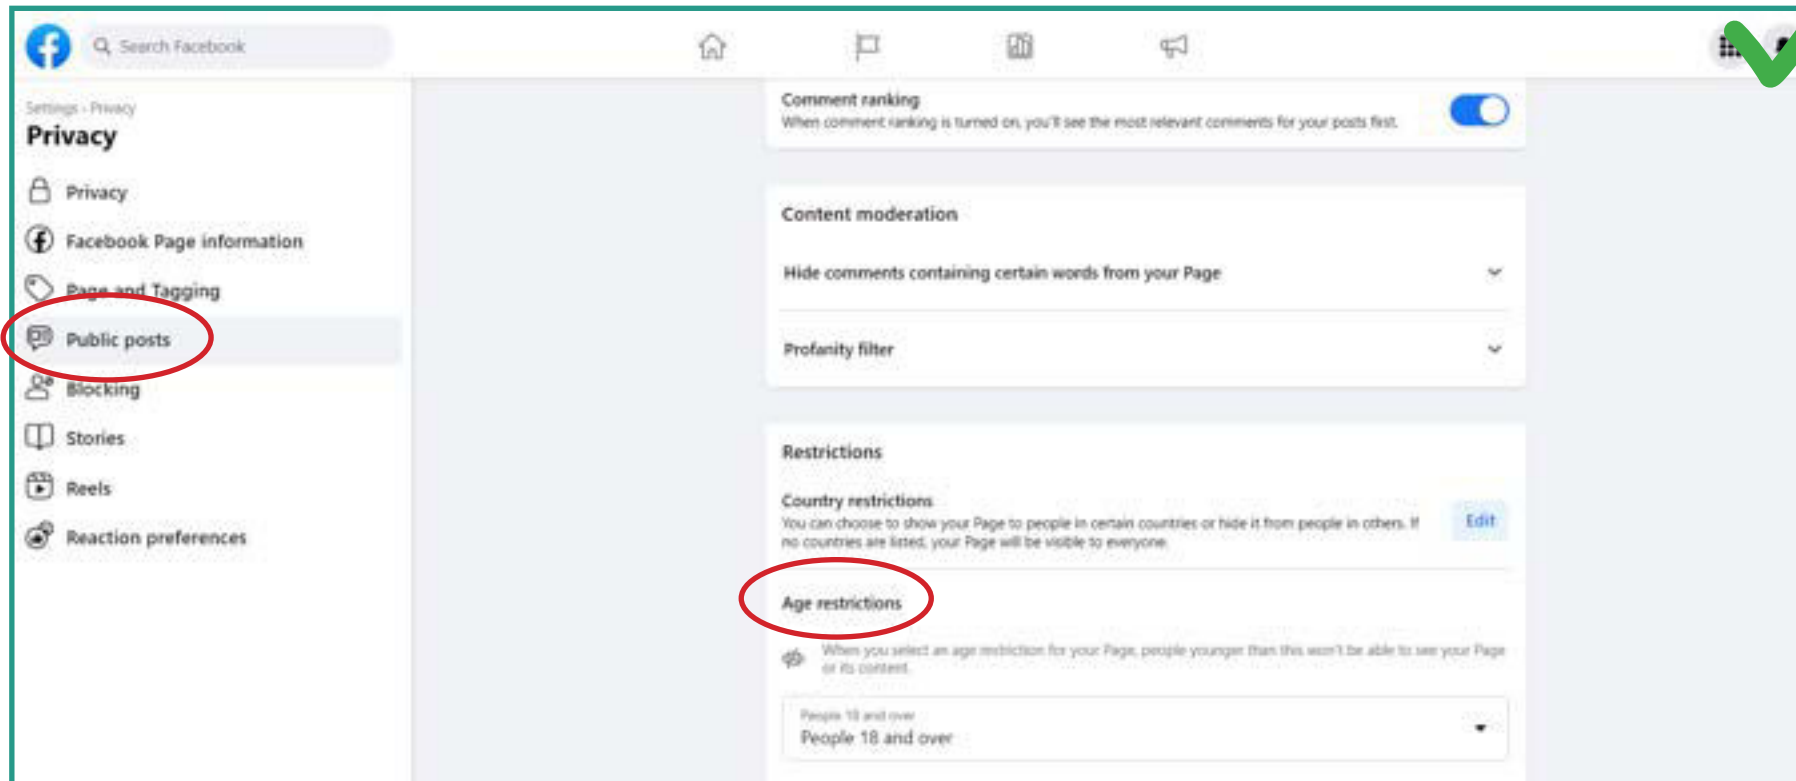 Search Facebook
Settings › Privacy
Privacy
Privacy
Facebook Page information
Page and Tagging
Public posts
Blocking
Stories
Reels
Reaction preferences
Comment ranking
When comment ranking is turned on, you'll see the most relevant comments for your posts first.
Content moderation
Hide comments containing certain words from your Page
Profanity filter
Restrictions
Country restrictions
You can choose to show your Page to people in certain countries or hide it from people in others. If
no countries are listed, your Page will be visible to everyone.
Edit
Age restrictions
When you select an age restriction for your Page, people younger than this won't be able to see your Page
or its content.
People 18 and over
People 18 and over